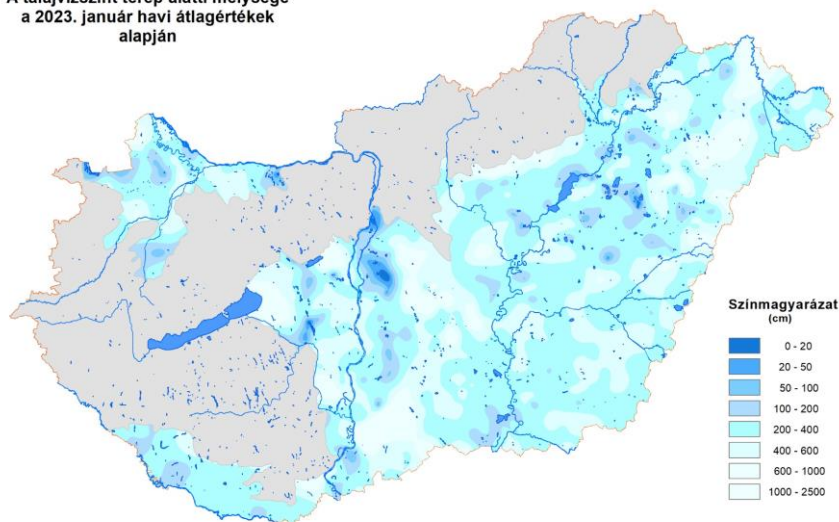 A talajvízszint terep alatti mélysége
a 2023. január havi átlagértékek
alapján
Színmagyarázat
(cm)
0 - 20
20 - 50
50 - 100
100 - 200
200 - 400
400 - 600
600 - 1000
1000 - 2500